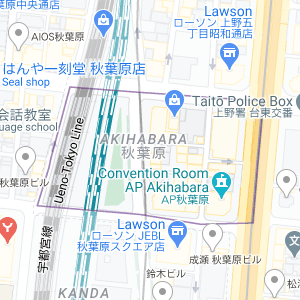 中央通り店
Lawson
ローソン 上野五
丁目昭和通店
AIOS秋葉原
はんや一刻堂 秋葉原店
Seal shop
Taitō Police Box
上野署 台東交番
会話教室
uage school
Ueno-Tokyo Line
AKIHABARA
秋葉原
Convention Room
AP Akihabara
AP秋葉原
秋葉原ビル
宇都宮線
Lawson
ローソン JEBL
秋葉原スクエア店
成瀬 秋葉原ビル
鈴木ビル
KANDA